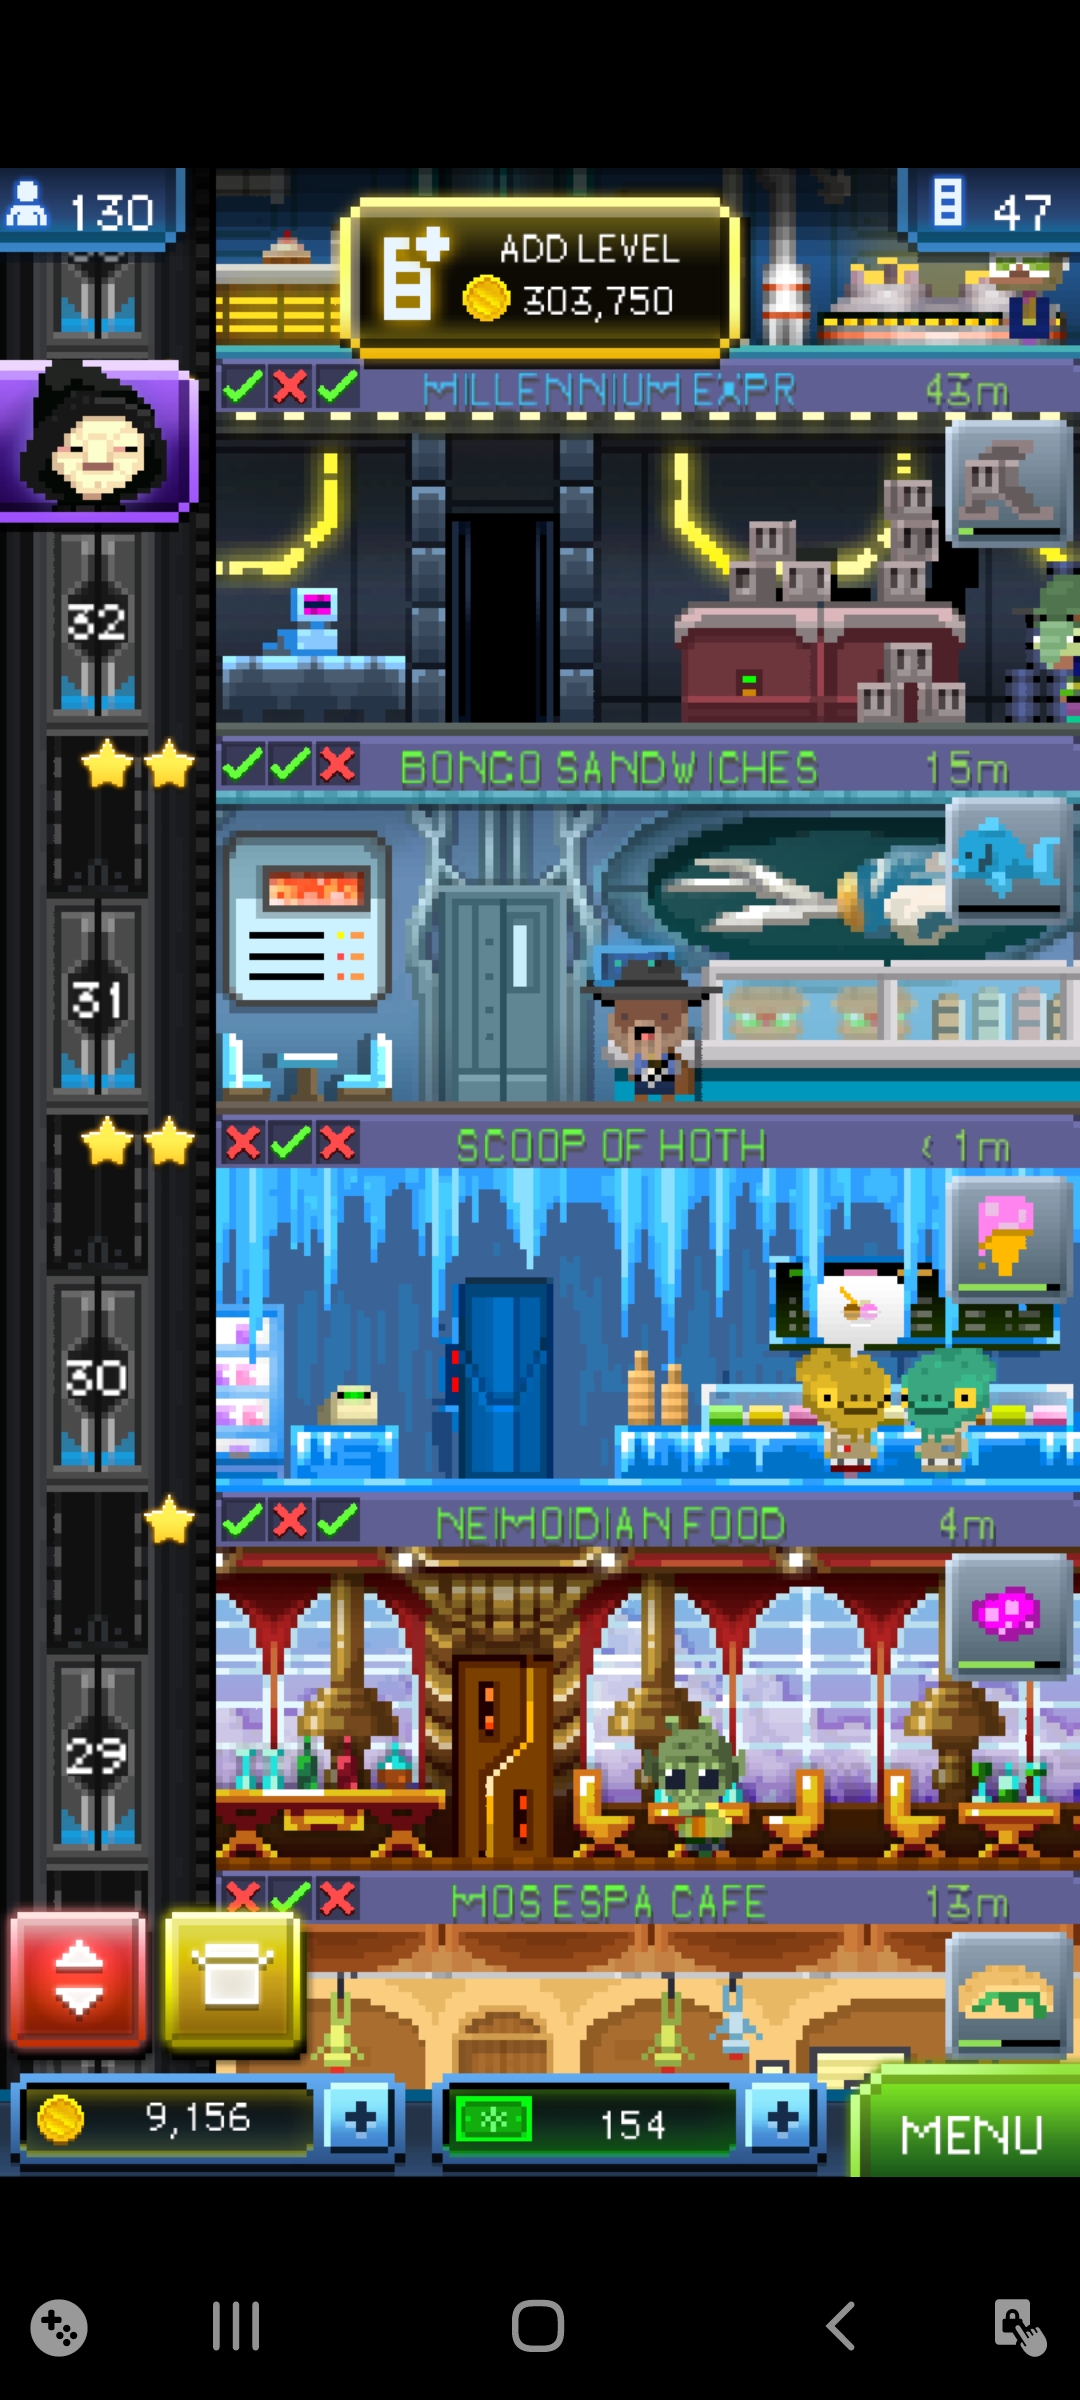 130
ADD LEVEL
303,750
47
MILLENNIUM EXPR
43m
32
BONGO SANDWICHES
15m
31
SCOOP OF HOTH
< 1m
30
NEIMOIDIAN FOOD
4m
29
MOS ESPA CAFE
13m
9,156
154
MENU